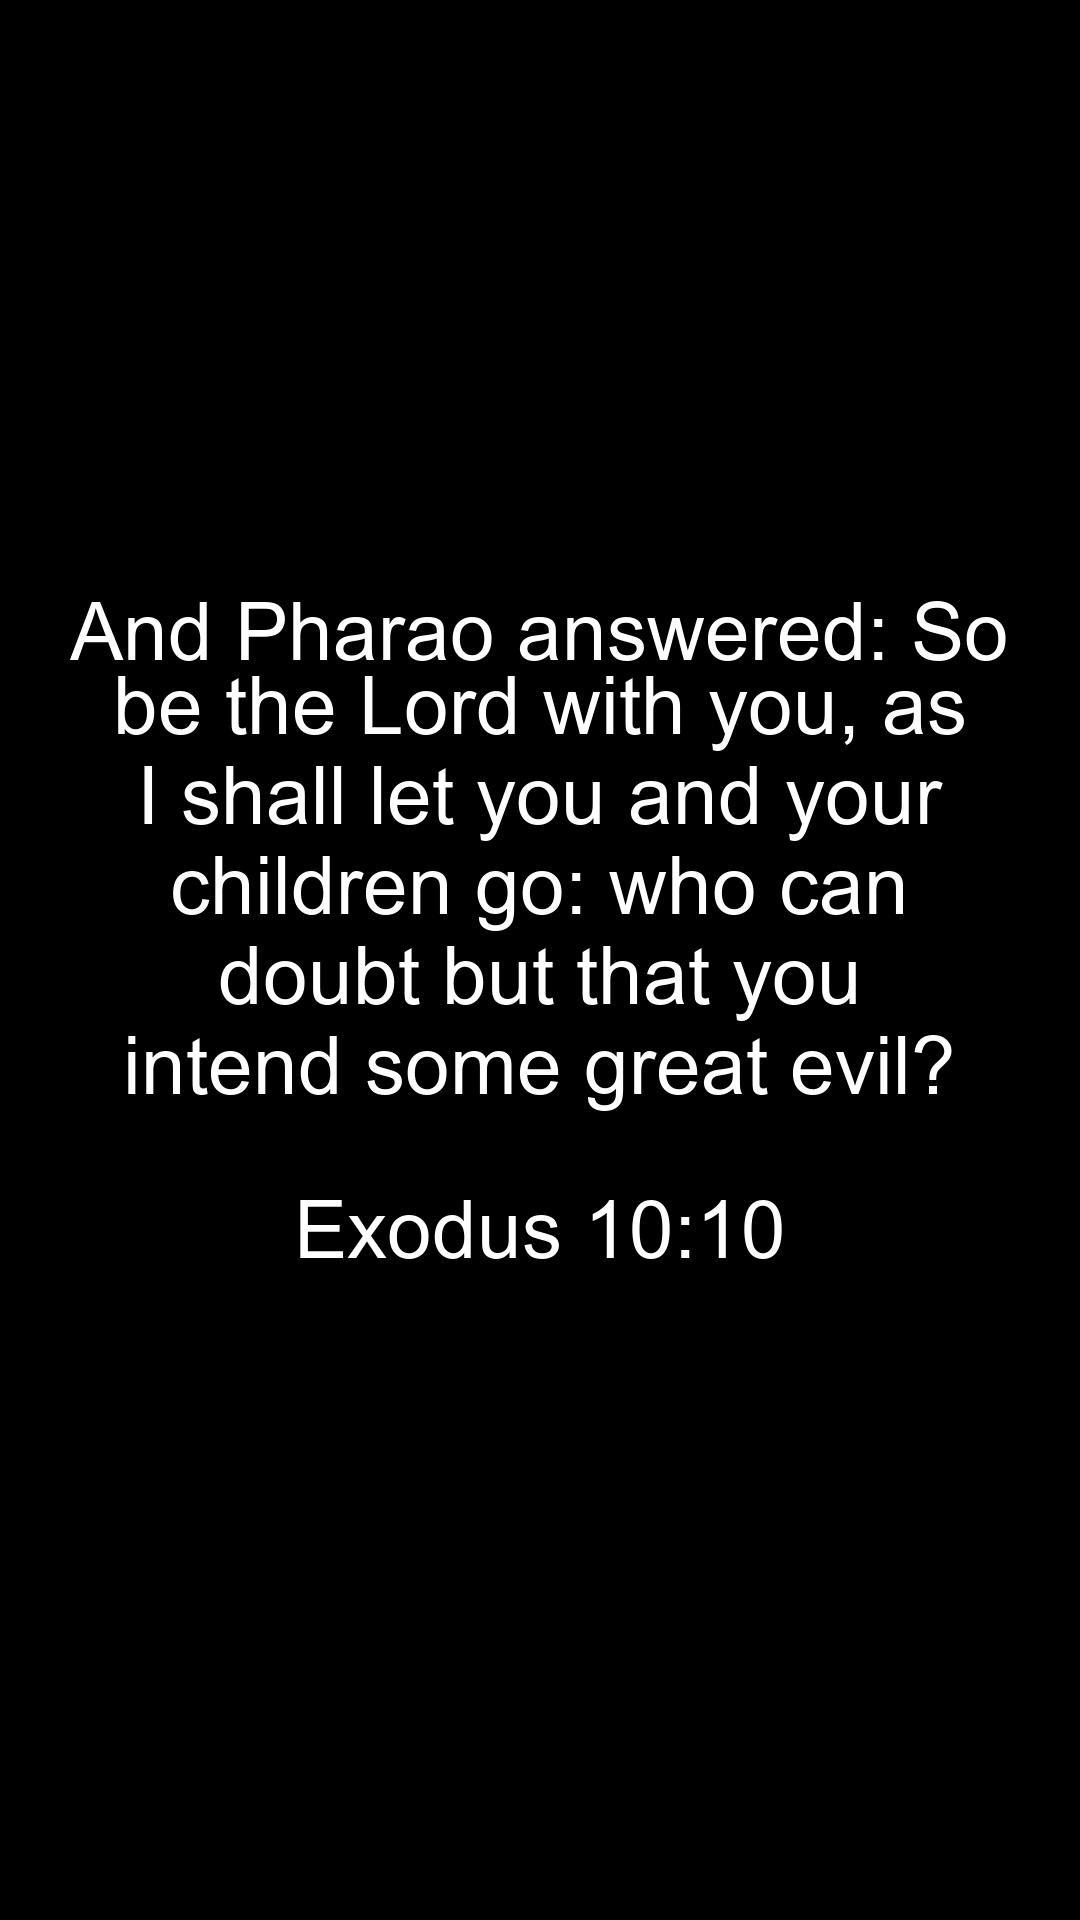 And Pharao answered: So
be the Lord with you, as
I shall let you and your
children go: who can
doubt but that you
intend some great evil?
Exodus 10:10